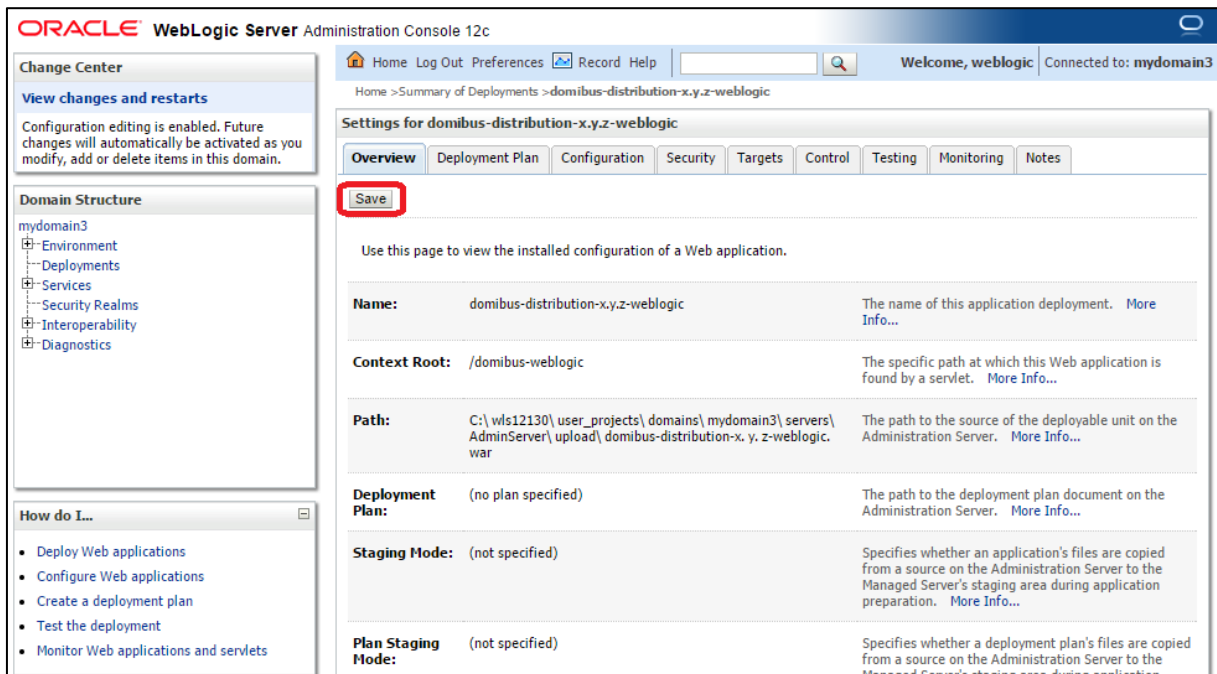 ORACLE WebLogic Server Administration Console 12c
Change Center
View changes and restarts
Configuration editing is enabled. Future
changes will automatically be activated as you
modify, add or delete items in this domain.
Domain Structure
mydomain3
Environment
Deployments
Services
Security Realms
Interoperability
Diagnostics
How do I...
Deploy Web applications
Configure Web applications
Create a deployment plan
Test the deployment
Monitor Web applications and servlets
Home Log Out Preferences Record Help
Welcome, weblogic Connected to: mydomain3
Home >Summary of Deployments >domibus-distribution-x.y.z-weblogic
Settings for domibus-distribution-x.y.z-weblogic
Overview Deployment Plan Configuration Security Targets Control Testing Monitoring Notes
Save
Use this page to view the installed configuration of a Web application.
Name: domibus-distribution-x.y.z-weblogic The name of this application deployment. More
Info...
Context Root: /domibus-weblogic The specific path at which this Web application is
found by a servlet. More Info...
Path: C:\ wls12130\ user_projects\ domains\ mydomain3\ servers\ The path to the source of the deployable unit on the
AdminServer\ upload\ domibus-distribution-x. y. z-weblogic. Administration Server. More Info...
war
Deployment (no plan specified) The path to the deployment plan document on the
Plan: Administration Server. More Info...
Staging Mode: (not specified) Specifies whether an application's files are copied
from a source on the Administration Server to the
Managed Server's staging area during application
preparation. More Info...
Plan Staging (not specified) Specifies whether a deployment plan's files are copied
Mode: from a source on the Administration Server to the
Managed Server's staging area during application